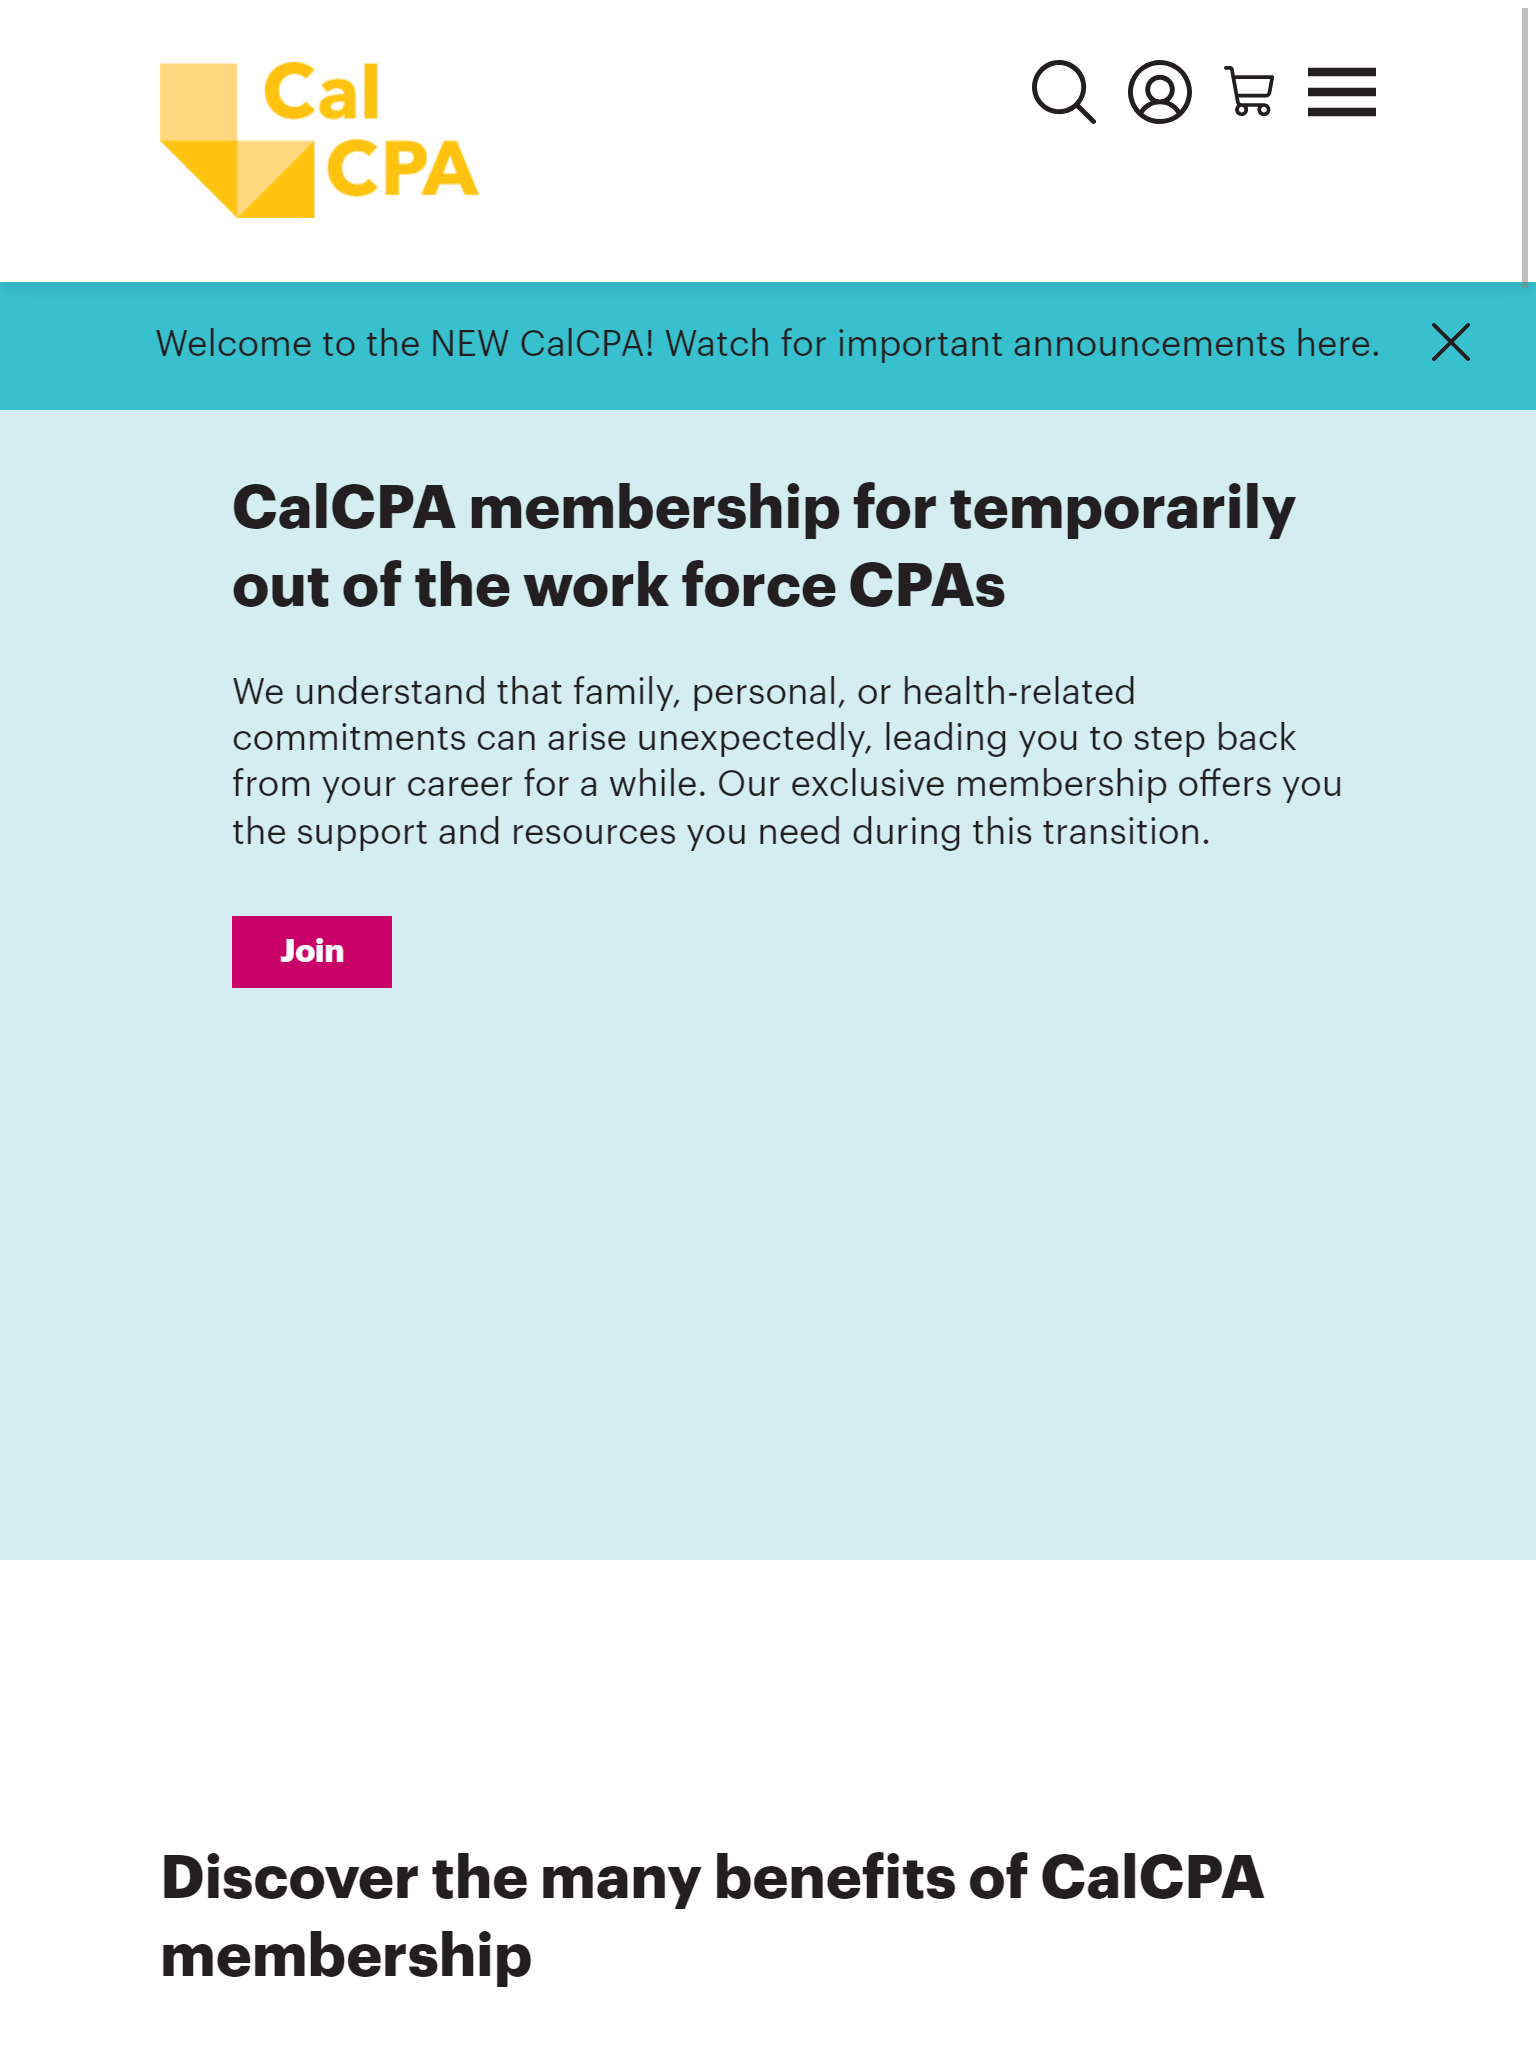 Cal
CPA
Welcome to the NEW CalCPA! Watch for important announcements here.
CalCPA membership for temporarily
out of the work force CPAs
We understand that family, personal, or health-related
commitments can arise unexpectedly, leading you to step back
from your career for a while. Our exclusive membership offers you
the support and resources you need during this transition.
Join
Discover the many benefits of CalCPA
membership